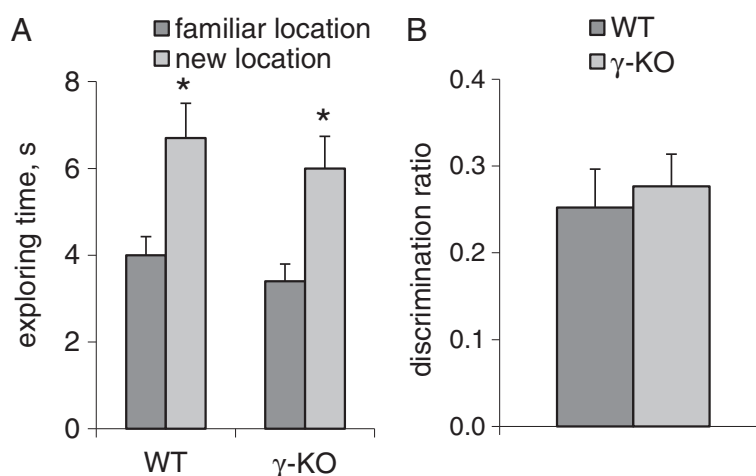 A
familiar location
new location
exploring time, s
8
6
4
2
0
*
*
WT
γ-KO
B
WT
γ-KO
discrimination ratio
0.4
0.3
0.2
0.1
0.0